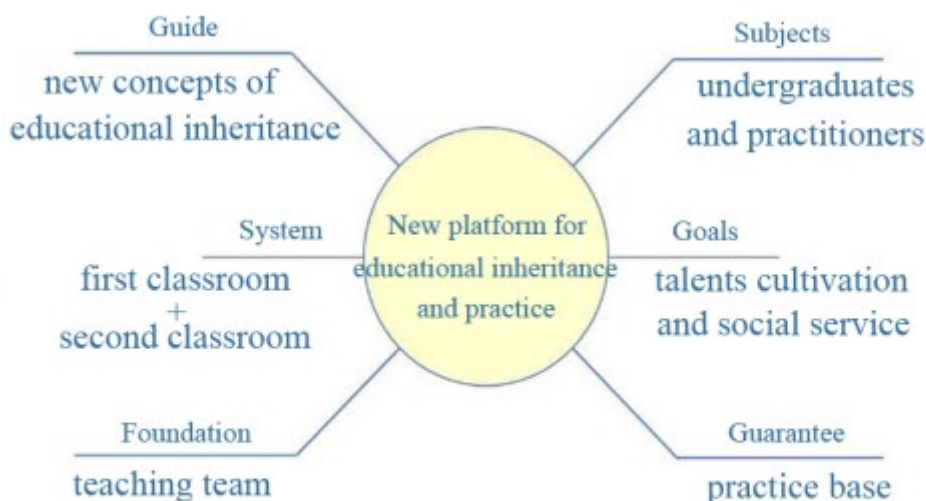 Guide
new concepts of
educational inheritance
System
first classroom
+
second classroom
Foundation
teaching team
New platform for
educational inheritance
and practice
Subjects
undergraduates
and practitioners
Goals
talents cultivation
and social service
Guarantee
practice base